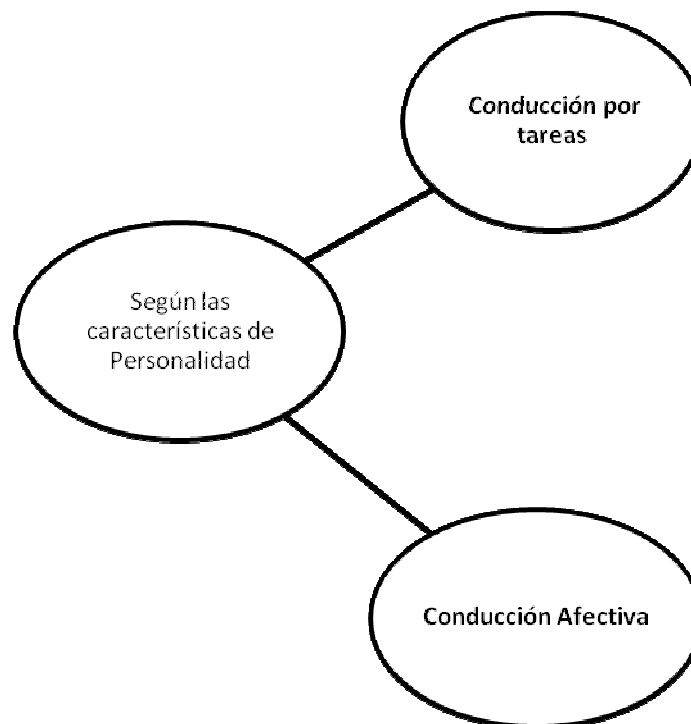 Conducción por
tareas
Según las
características de
Personalidad
Conducción Afectiva